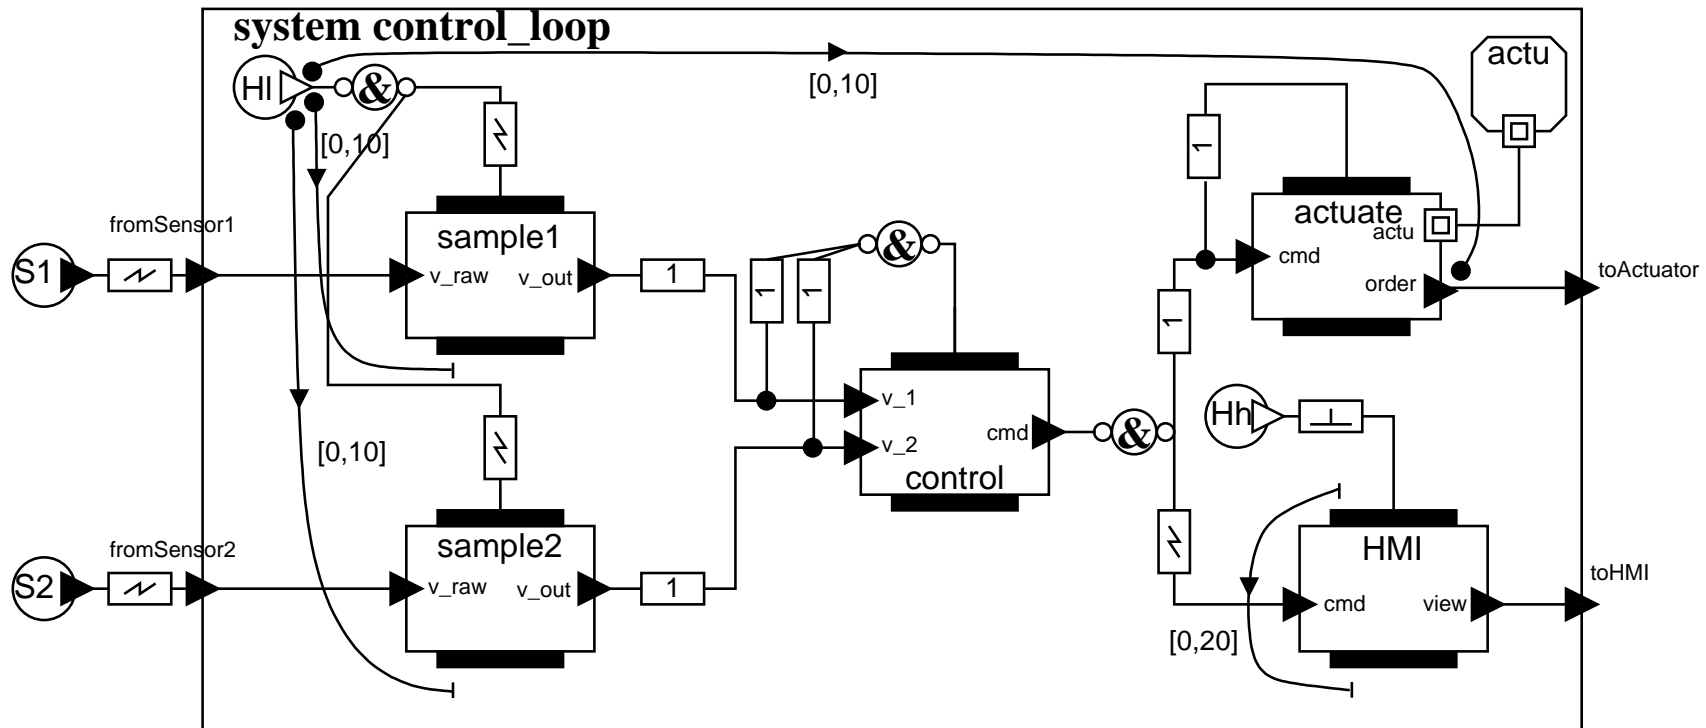 system control_loop
actu
HI
&
[0,10]
[0,10]
1
fromSensor1
sample1
actuate
actu
S1
v_raw
v_out
1
1
1
&
cmd
order
toActuator
1
v_1
Hh
v_2
cmd
&
control
[0,10]
fromSensor2
sample2
HMI
toHMI
S2
v_raw
v_out
1
cmd
view
[0,20]